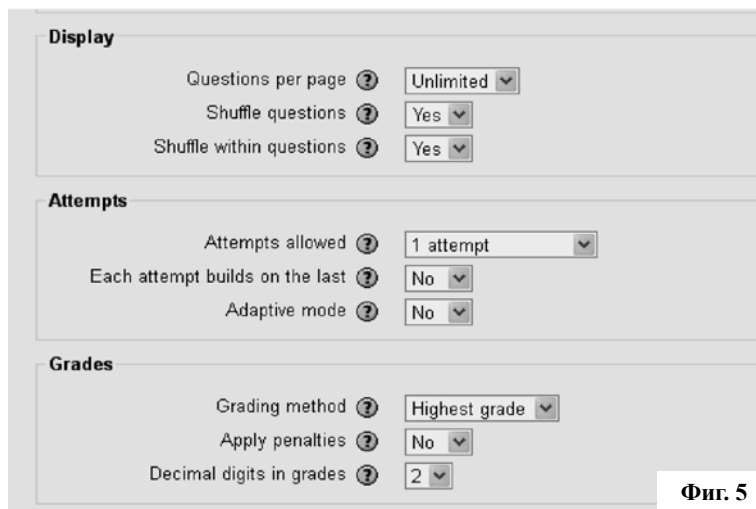 Display
Questions per page ? Unlimited
Shuffle questions ? Yes
Shuffle within questions ? Yes
Attempts
Attempts allowed ? 1 attempt
Each attempt builds on the last ? No
Adaptive mode ? No
Grades
Grading method ? Highest grade
Apply penalties ? No
Decimal digits in grades ? 2
Фиг. 5